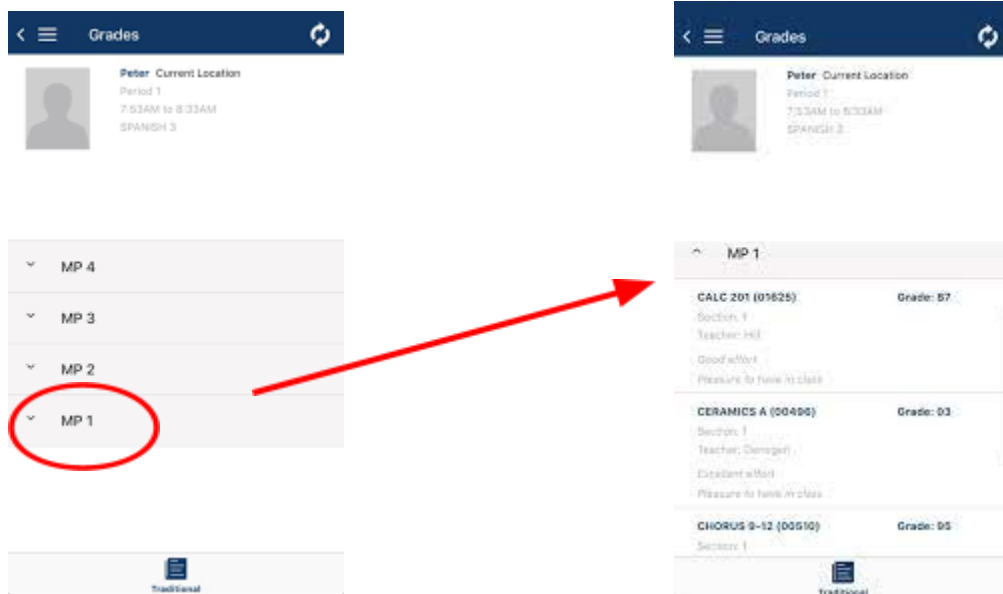 Grades
Peter Current Location
Period 1
7:53AM to 8:33AM
SPANISH 3
MP 4
MP 3
MP 2
MP 1
Traditional
Grades
Peter Current Location
Period 1
7:53AM to 8:33AM
SPANISH 3
MP 1
CALC 201 (01625) Grade: 87
Section: 1
Teacher: Hill
Good effort
Pleasure to have in class
CERAMICS A (00496) Grade: 93
Section: 1
Teacher:
Excellent effort
Pleasure to have in class
CHORUS 9-12 (00510) Grade: 95
Section: 1
Traditional